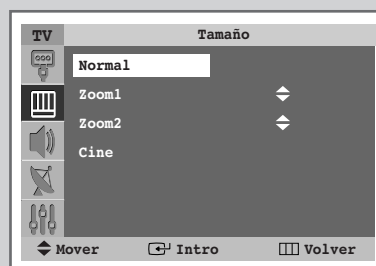 TV Tamaño
Normal
Zoom1
Zoom2
Cine
Mover Intro Volver